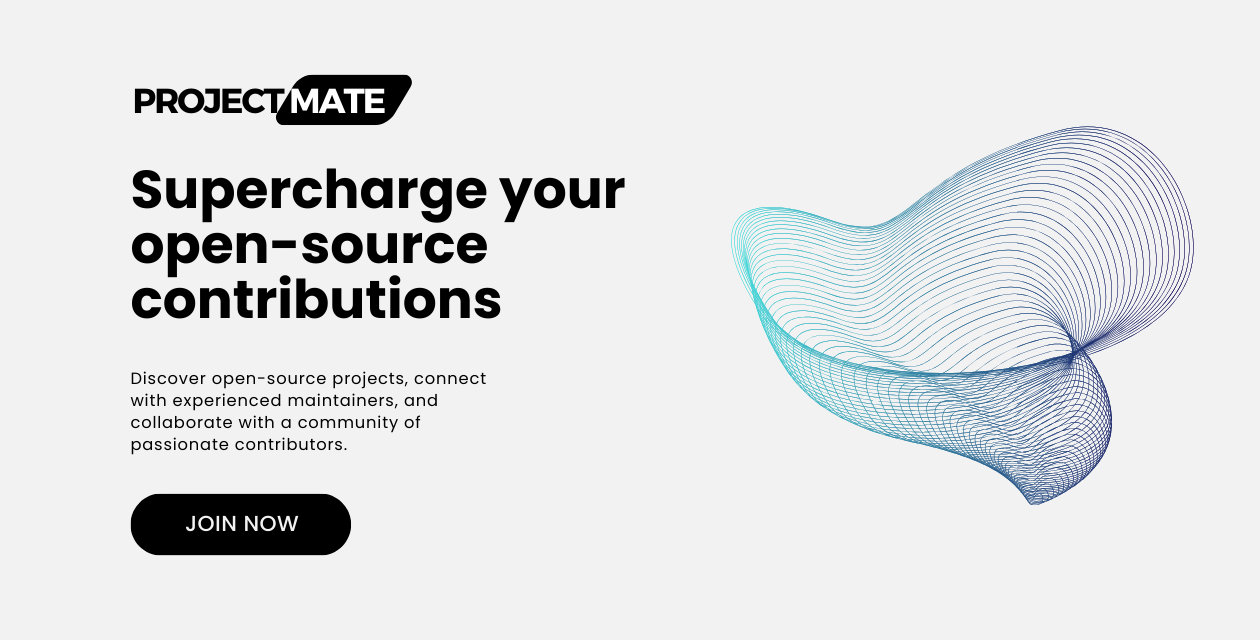 PROJECTMATE
Supercharge your
open-source
contributions
Discover open-source projects, connect
with experienced maintainers, and
collaborate with a community of
passionate contributors.
JOIN NOW